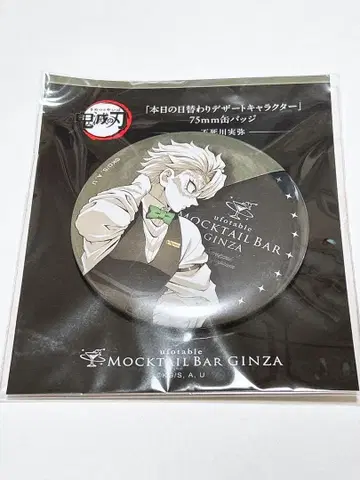 鬼滅の刃
「本日の日替わりデザートキャラクター」
75mm缶バッジ
不死川実弥
ufotable
MOCKTAIL BAR
GINZA
ufotable
MOCKTAIL BAR GINZA
©KG/S, A, U